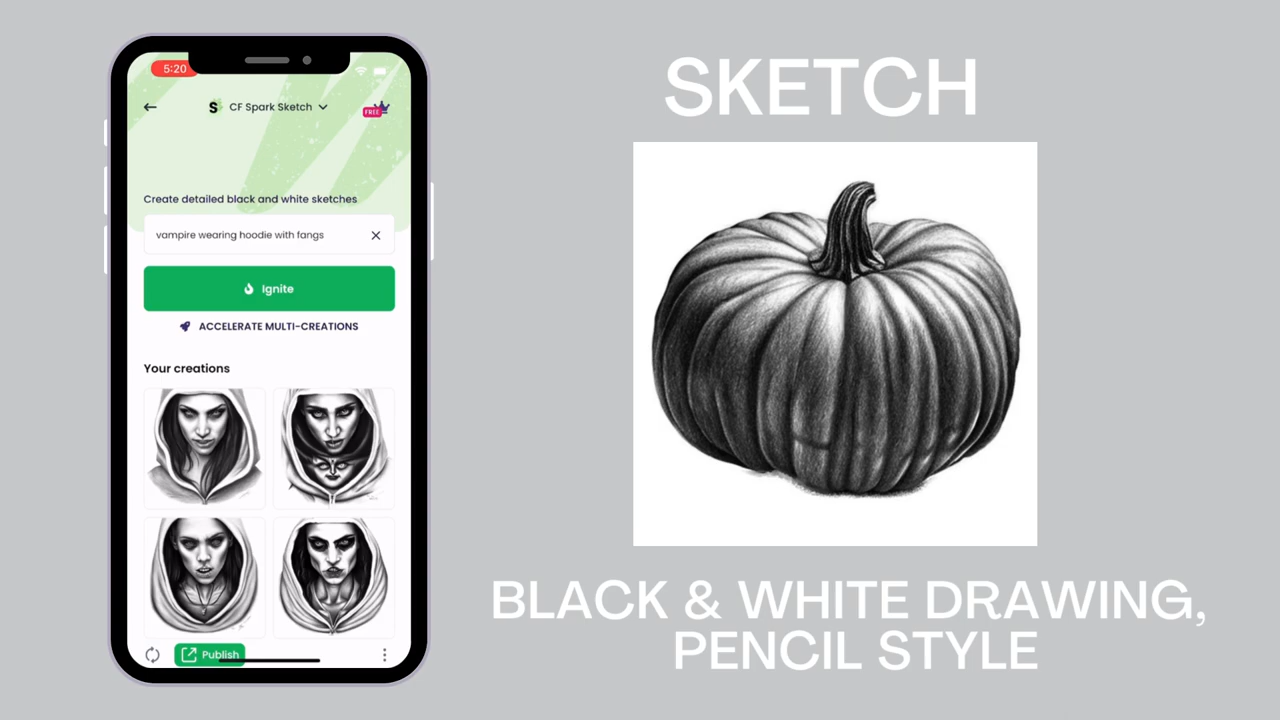 5:20
S CF Spark Sketch
FREE
Create detailed black and white sketches
vampire wearing hoodie with fangs
Ignite
ACCELERATE MULTI-CREATIONS
Your creations
Publish
SKETCH
BLACK & WHITE DRAWING,
PENCIL STYLE